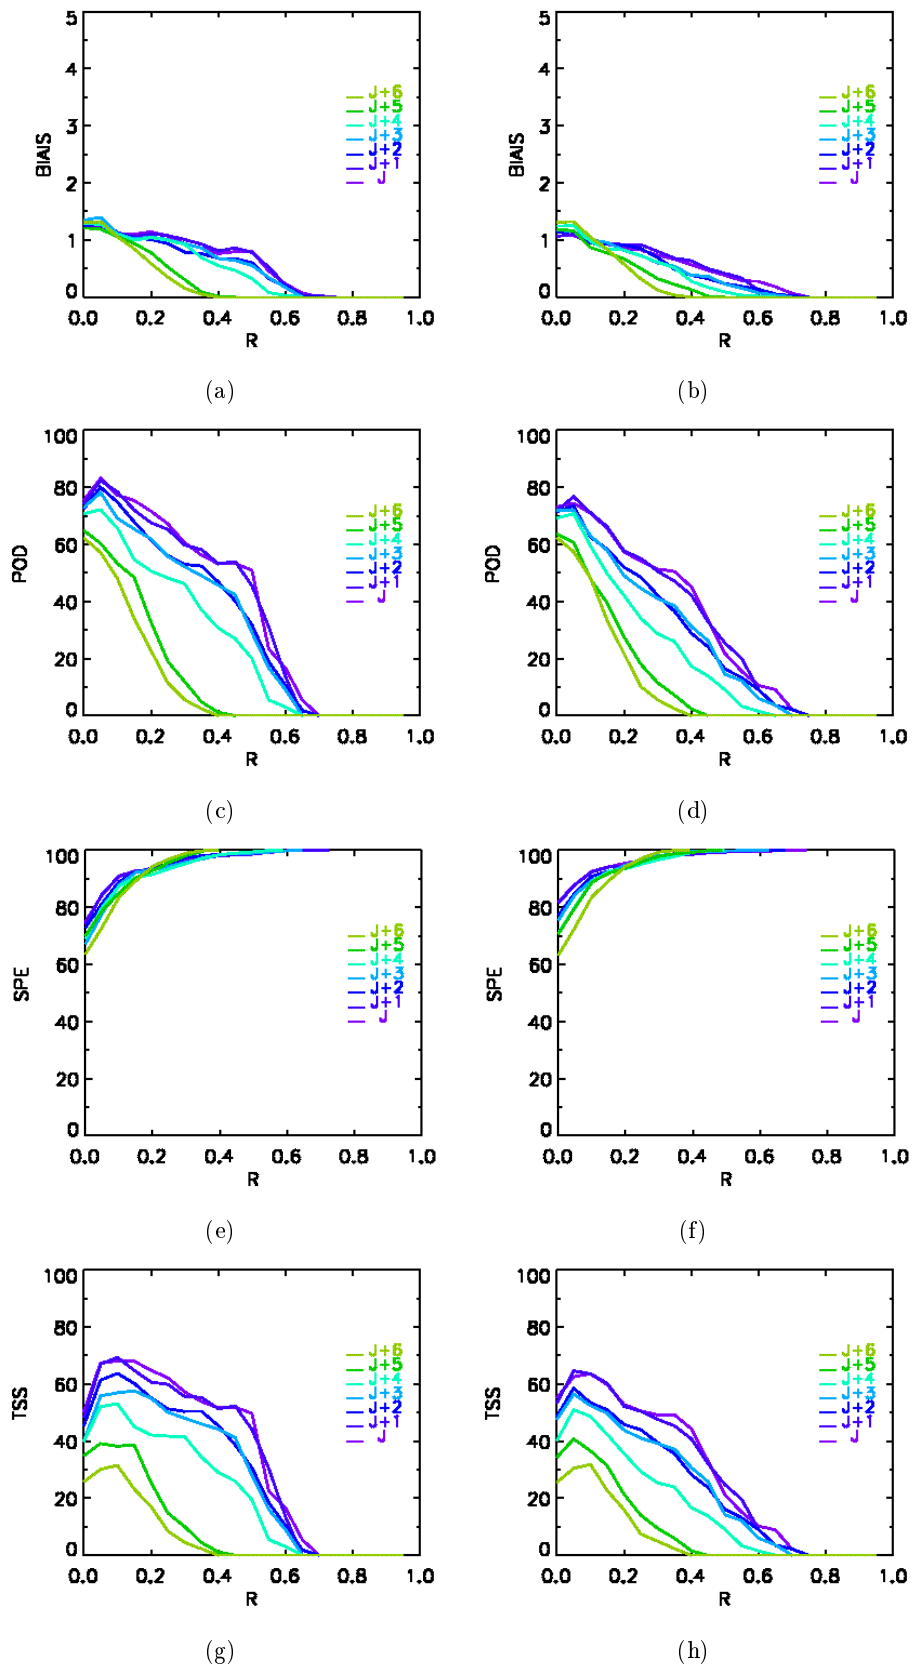 5 5
4 4
J+6 J+6
J+5 J+5
J+4 J+4
3 3
J+3 J+3
J+2 J+2
J+1 J+1
J J
BIAIS BIAIS
2 2
1 1
0 0
0.0 0.2 0.4 0.6 0.8 1.0 0.0 0.2 0.4 0.6 0.8 1.0
R R
(a) (b)
100 100
80 80
J+6 J+6
J+5 J+5
J+4 J+4
60 60
J+3 J+3
J+2 J+2
J+1 J+1
J J
POD POD
40 40
20 20
0 0
0.0 0.2 0.4 0.6 0.8 1.0 0.0 0.2 0.4 0.6 0.8 1.0
R R
(c) (d)
100 100
80 80
J+6 J+6
J+5 J+5
J+4 J+4
60 60
J+3 J+3
J+2 J+2
J+1 J+1
J J
SPE SPE
40 40
20 20
0 0
0.0 0.2 0.4 0.6 0.8 1.0 0.0 0.2 0.4 0.6 0.8 1.0
R R
(e) (f)
100 100
80 80
J+6 J+6
J+5 J+5
J+4 J+4
60 60
J+3 J+3
J+2 J+2
J+1 J+1
J J
TSS TSS
40 40
20 20
0 0
0.0 0.2 0.4 0.6 0.8 1.0 0.0 0.2 0.4 0.6 0.8 1.0
R R
(g) (h)